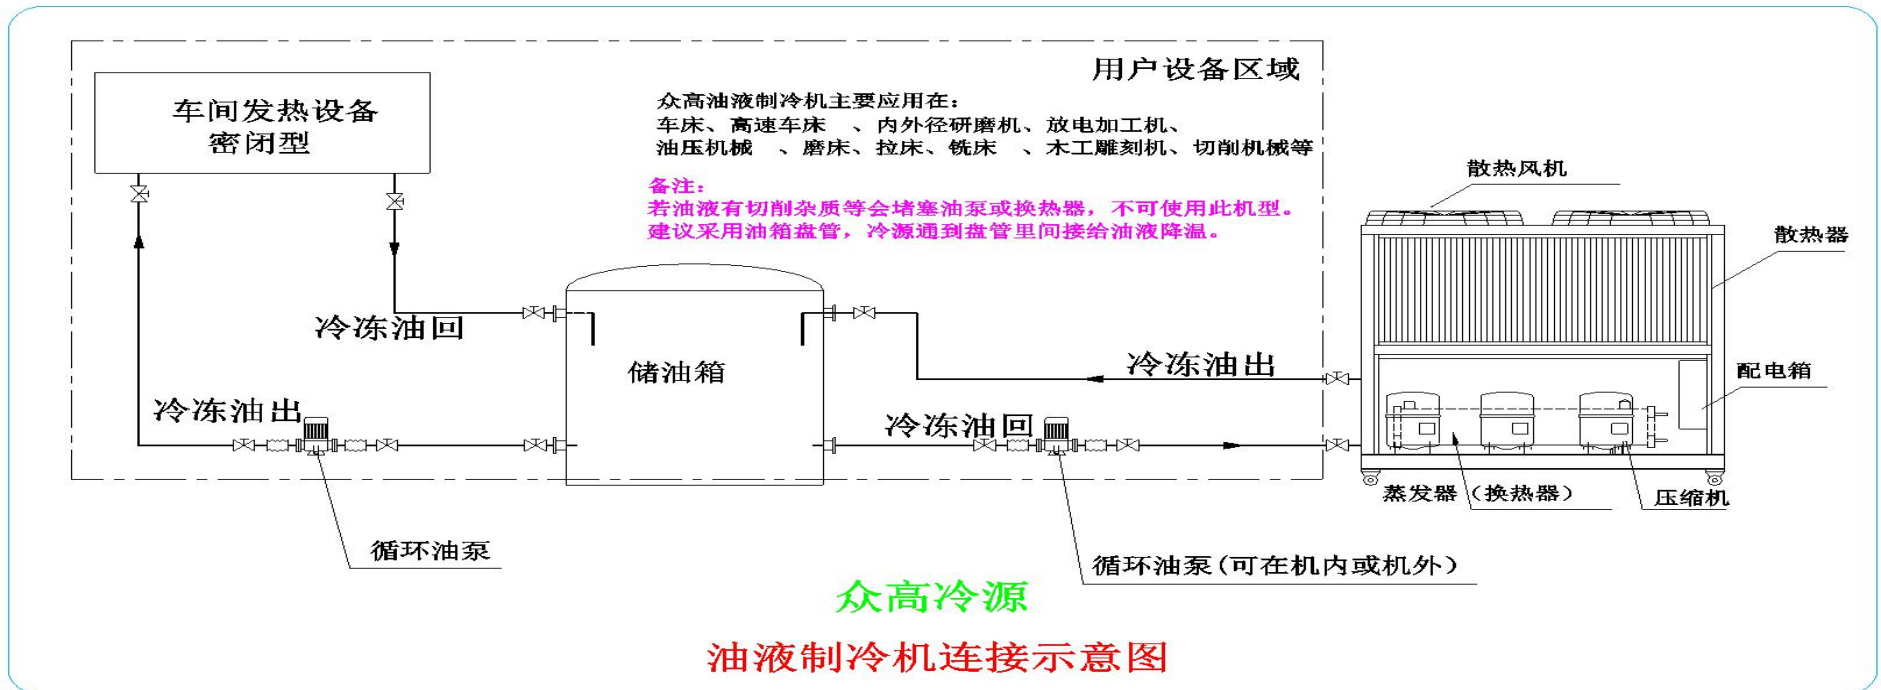 用户设备区域
车间发热设备
密闭型
众高油液制冷机主要应用在：
车床、高速车床 、内外径研磨机、放电加工机、
油压机械 、磨床、拉床、铣床 、木工雕刻机、切削机械等
备注：
若油液有切削杂质等会堵塞油泵或换热器，不可使用此机型。
建议采用油箱盘管，冷源通到盘管里间接给油液降温。
散热风机
散热器
冷冻油回
储油箱
冷冻油出
配电箱
冷冻油出
冷冻油回
蒸发器（换热器）
压缩机
循环油泵
循环油泵(可在机内或机外）
众高冷源
油液制冷机连接示意图